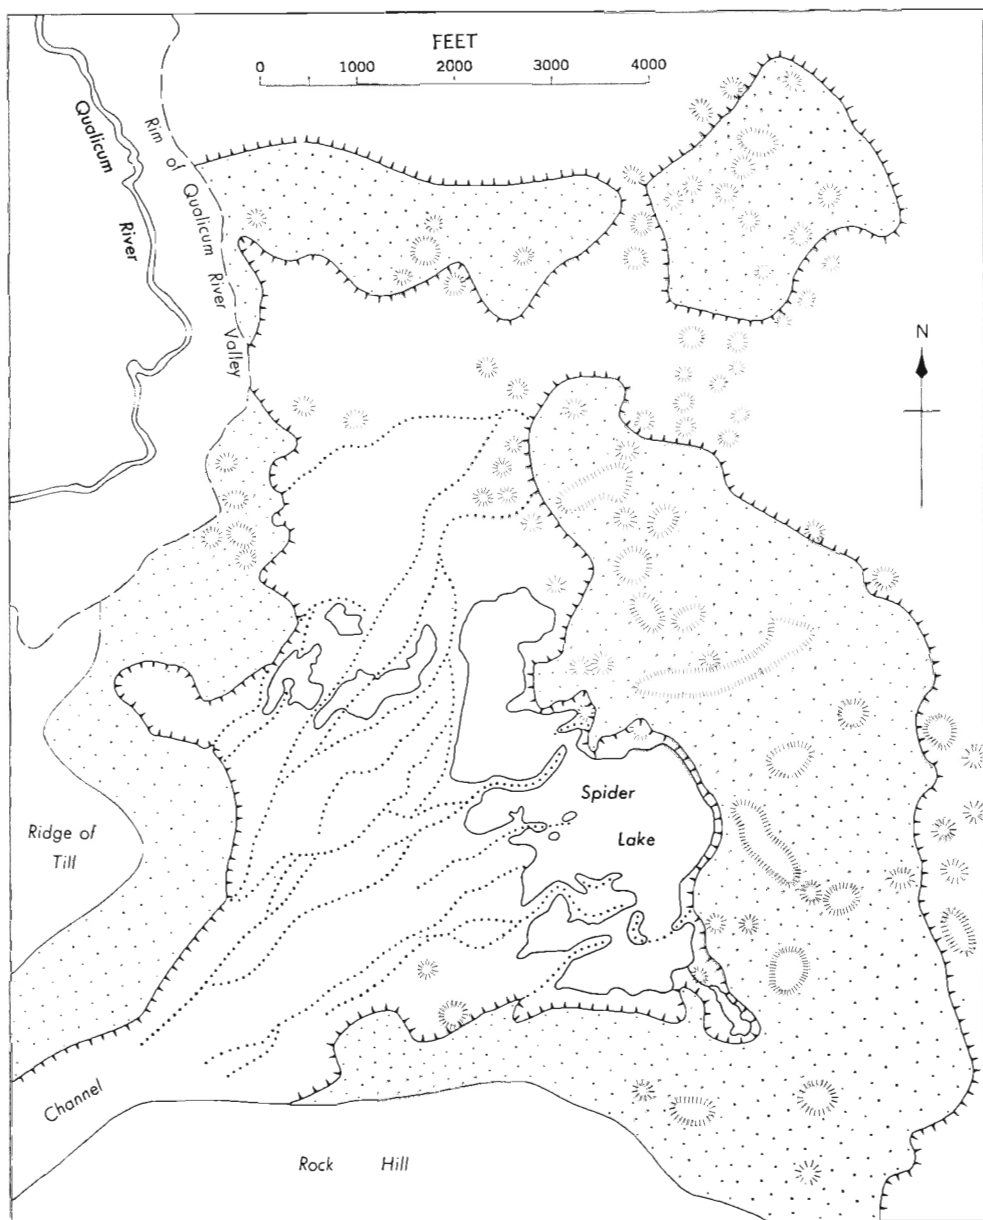 FEET
0 1000 2000 3000 4000
Qualicum
River
Rim of Qualicum River Valley
N
Spider
Lake
Ridge of
Till
Channel
Rock Hill